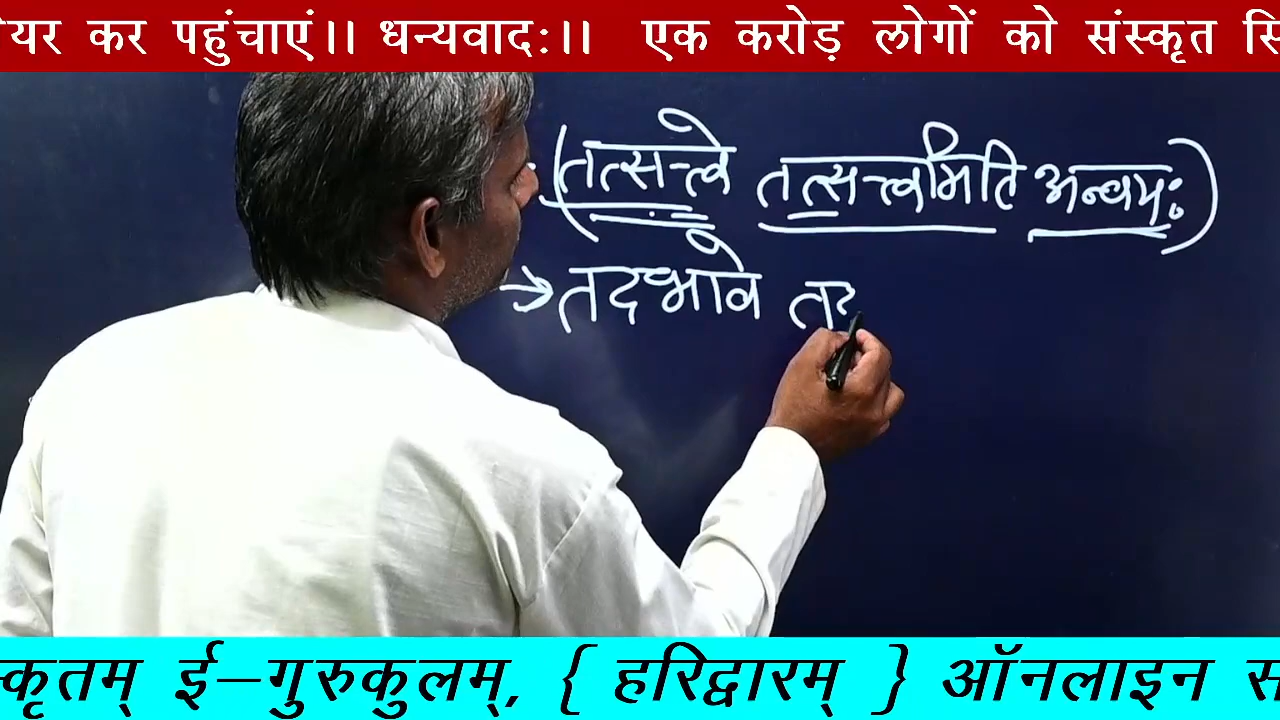 यर कर पहुंचाएं।। धन्यवादः।। एक करोड़ लोगों को संस्कृत सि
(तत्सत्त्वे तत्सत्त्वमिति अन्वयः)
→ तदभावे त
स्कृतम् ई-गुरुकुलम्, { हरिद्वारम् } ऑनलाइन स